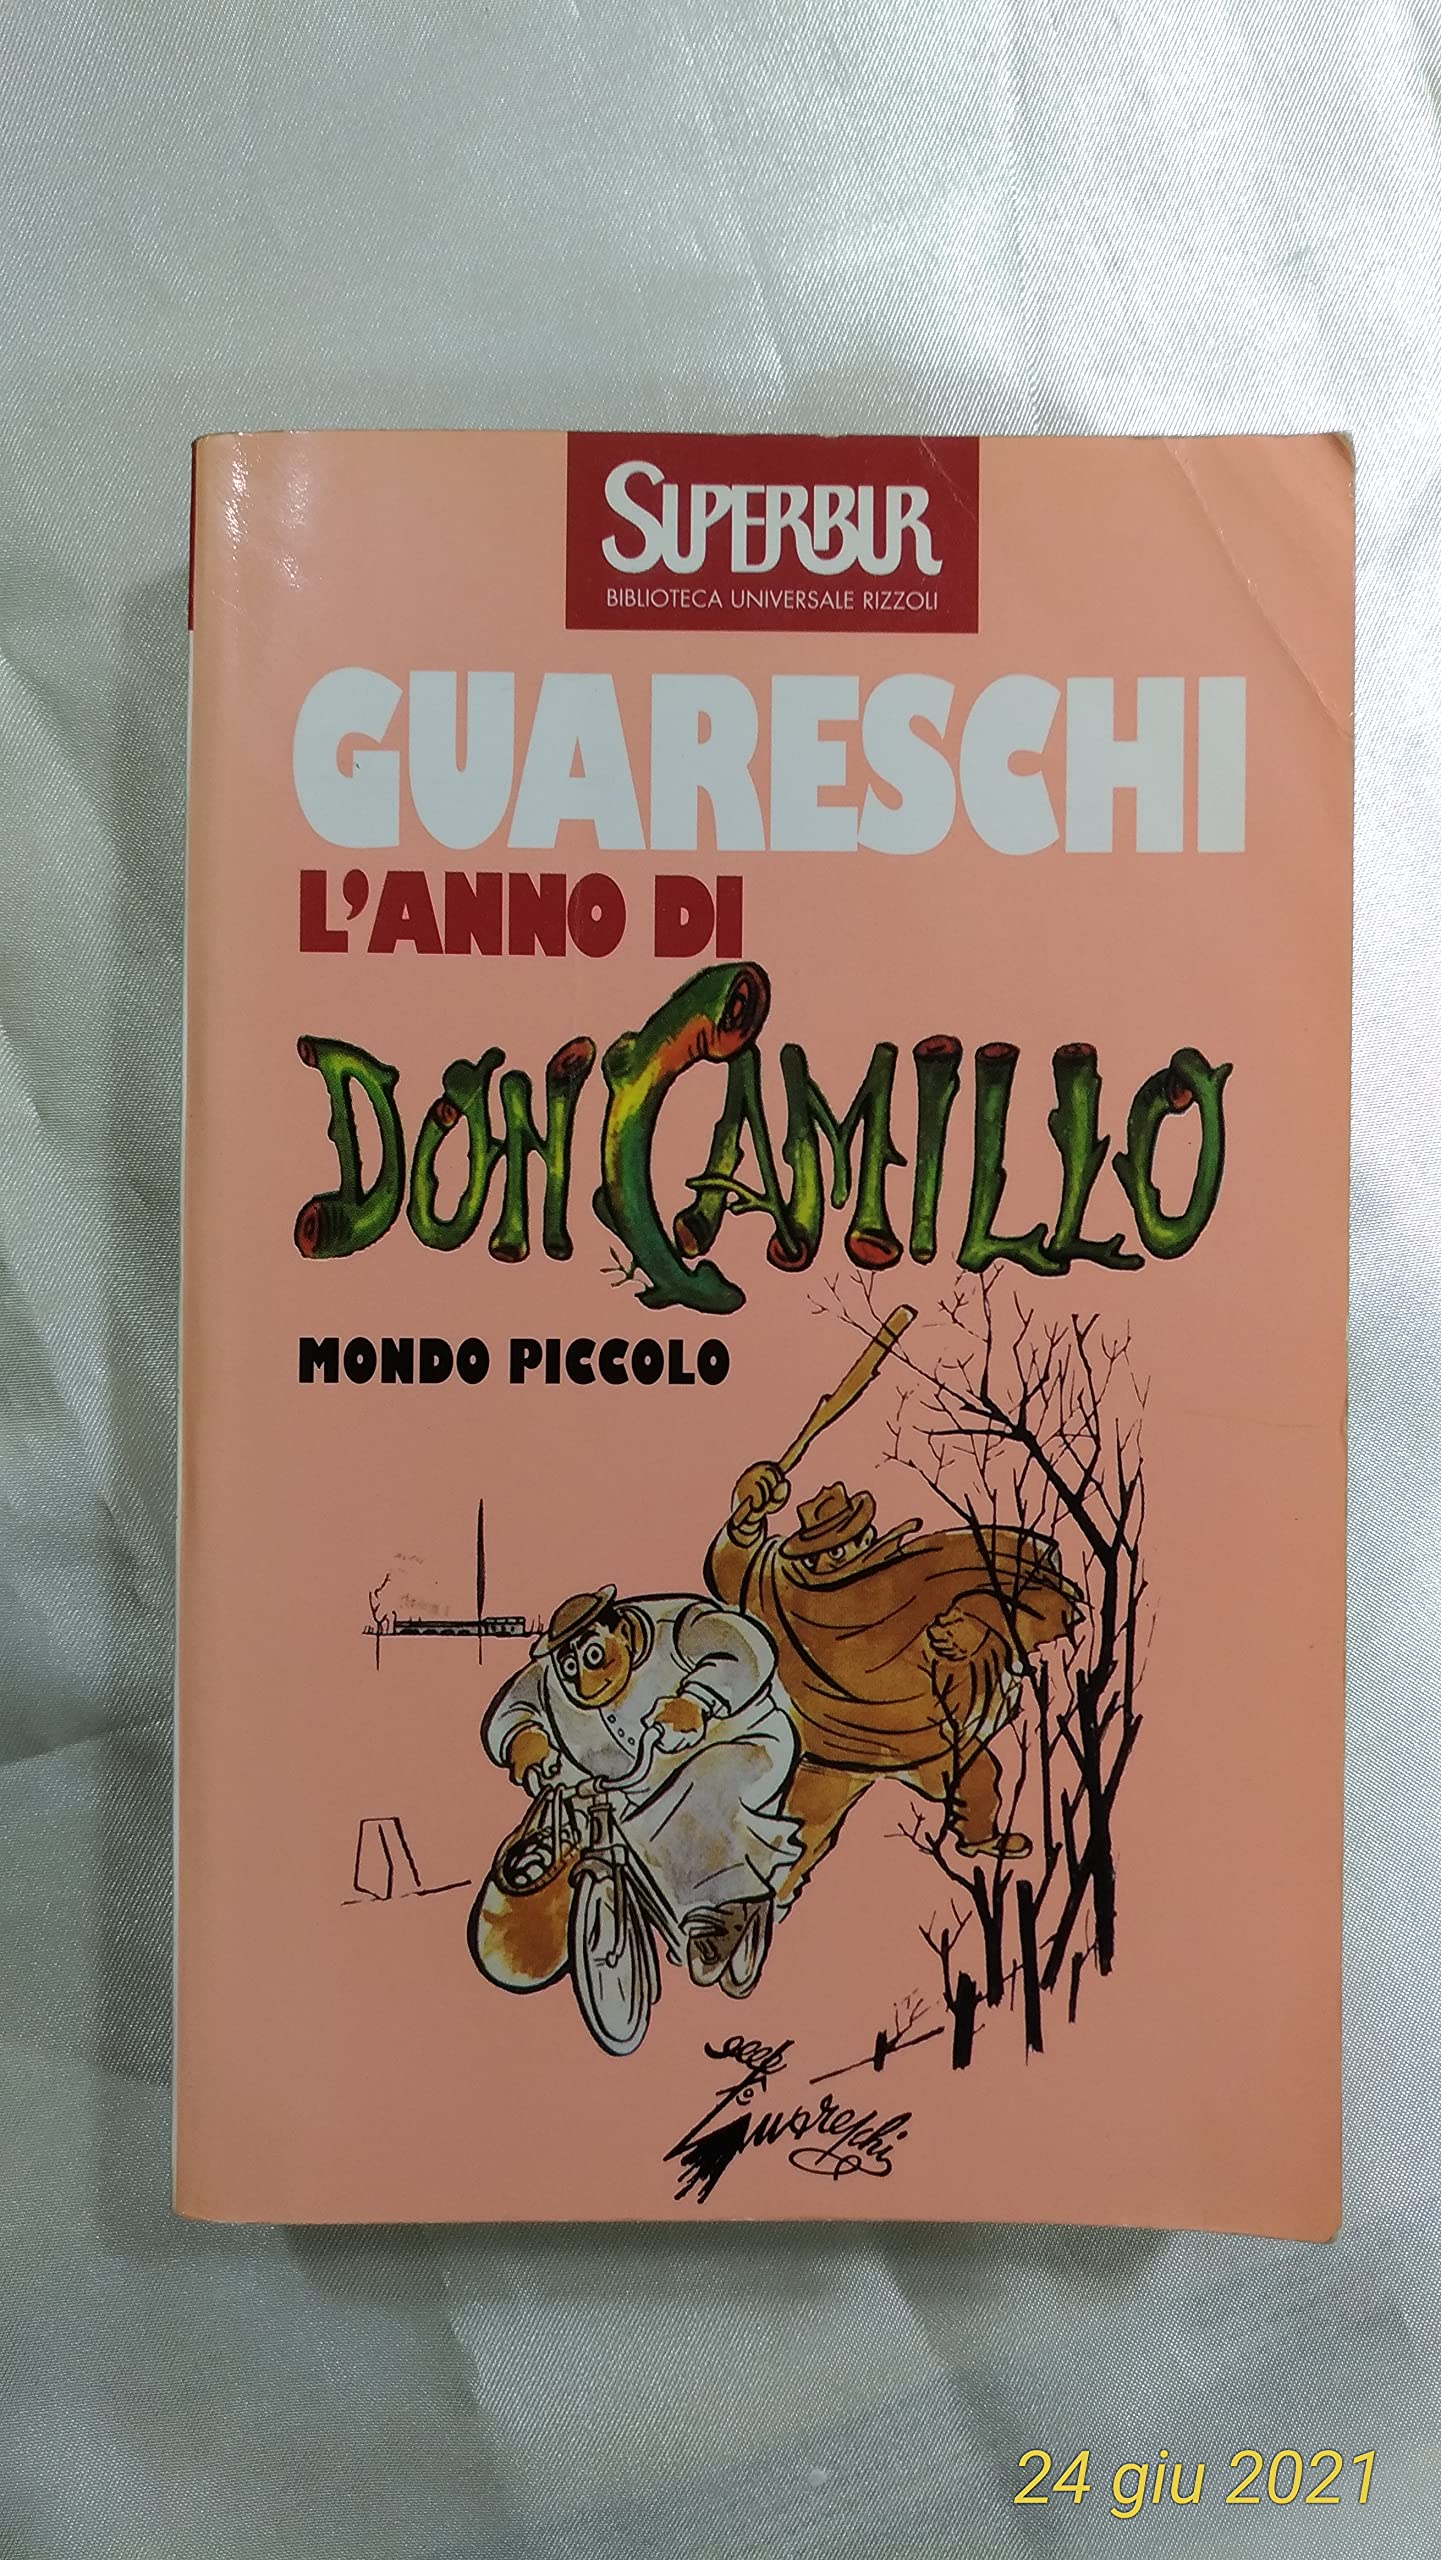 SUPERBUR
BIBLIOTECA UNIVERSALE RIZZOLI
GUARESCHI
L'ANNO DI
DON CAMILLO
MONDO PICCOLO
Guareschi
24 giu 2021